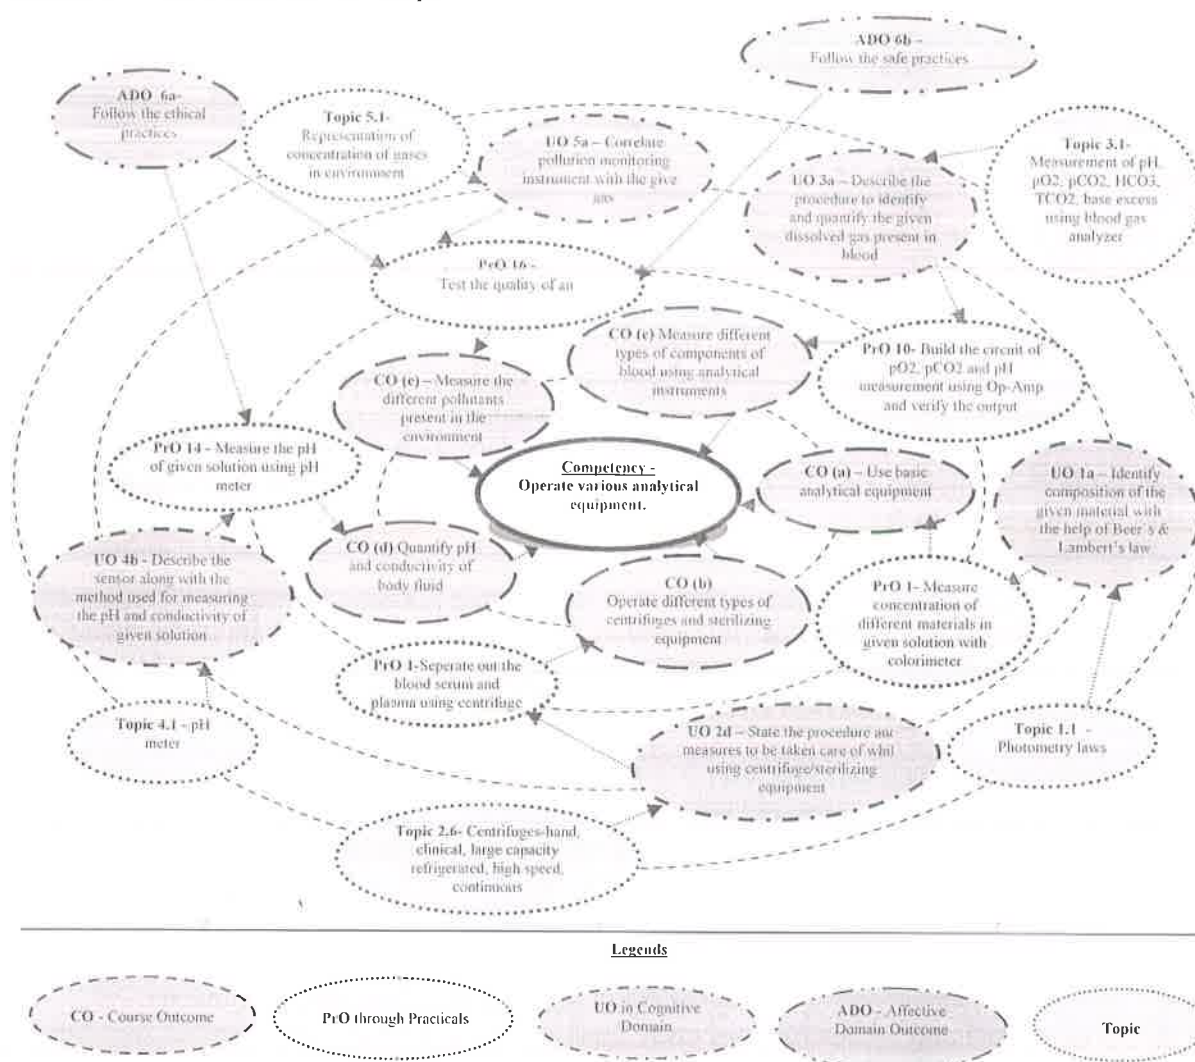 ADO 6b -
Follow the safe practices
ADO 6a-
Follow the ethical
practices
Topic 5.1-
Representation of
concentration of gases
in environment
UO 5a – Correlate
pollution monitoring
instrument with the give
gas
UO 3a – Describe the
procedure to identify
and quantify the given
dissolved gas present in
blood
Topic 3.1-
Measurement of pH,
pO2, pCO2, HCO3,
TCO2, base excess
using blood gas
analyzer
PrO 16 -
Test the quality of
CO (c) Measure different
types of components of
blood using analytical
instruments
PrO 10- Build the circuit of
pO2, pCO2 and pH
measurement using Op-Amp
and verify the output
CO (e) – Measure the
different pollutants
present in the
environment
PrO 14 - Measure the pH
of given solution using pH
meter
Competency -
Operate various analytical
equipment.
CO (a) – Use basic
analytical equipment
UO 1a – Identify
composition of the
given material with
the help of Beer's &
Lambert's law
UO 4b - Describe the
sensor along with the
method used for measuring
the pH and conductivity of
given solution
CO (d) Quantify pH
and conductivity of
body fluid
CO (b)
Operate different types of
centrifuges and sterilizing
equipment
PrO 1- Measure
concentration of
different materials in
given solution with
colorimeter
PrO 1-Seperate out the
blood serum and
plasma using centrifuge
Topic 4.1 - pH
meter
UO 2d – State the procedure
measures to be taken care of whil
using centrifuge/sterilizing
equipment
Topic 1.1 -
Photometry laws
Topic 2.6- Centrifuges-hand,
clinical, large capacity
refrigerated, high speed,
continuous
Legends
CO - Course Outcome
PrO through Practicals
UO in Cognitive
Domain
ADO - Affective
Domain Outcome
Topic